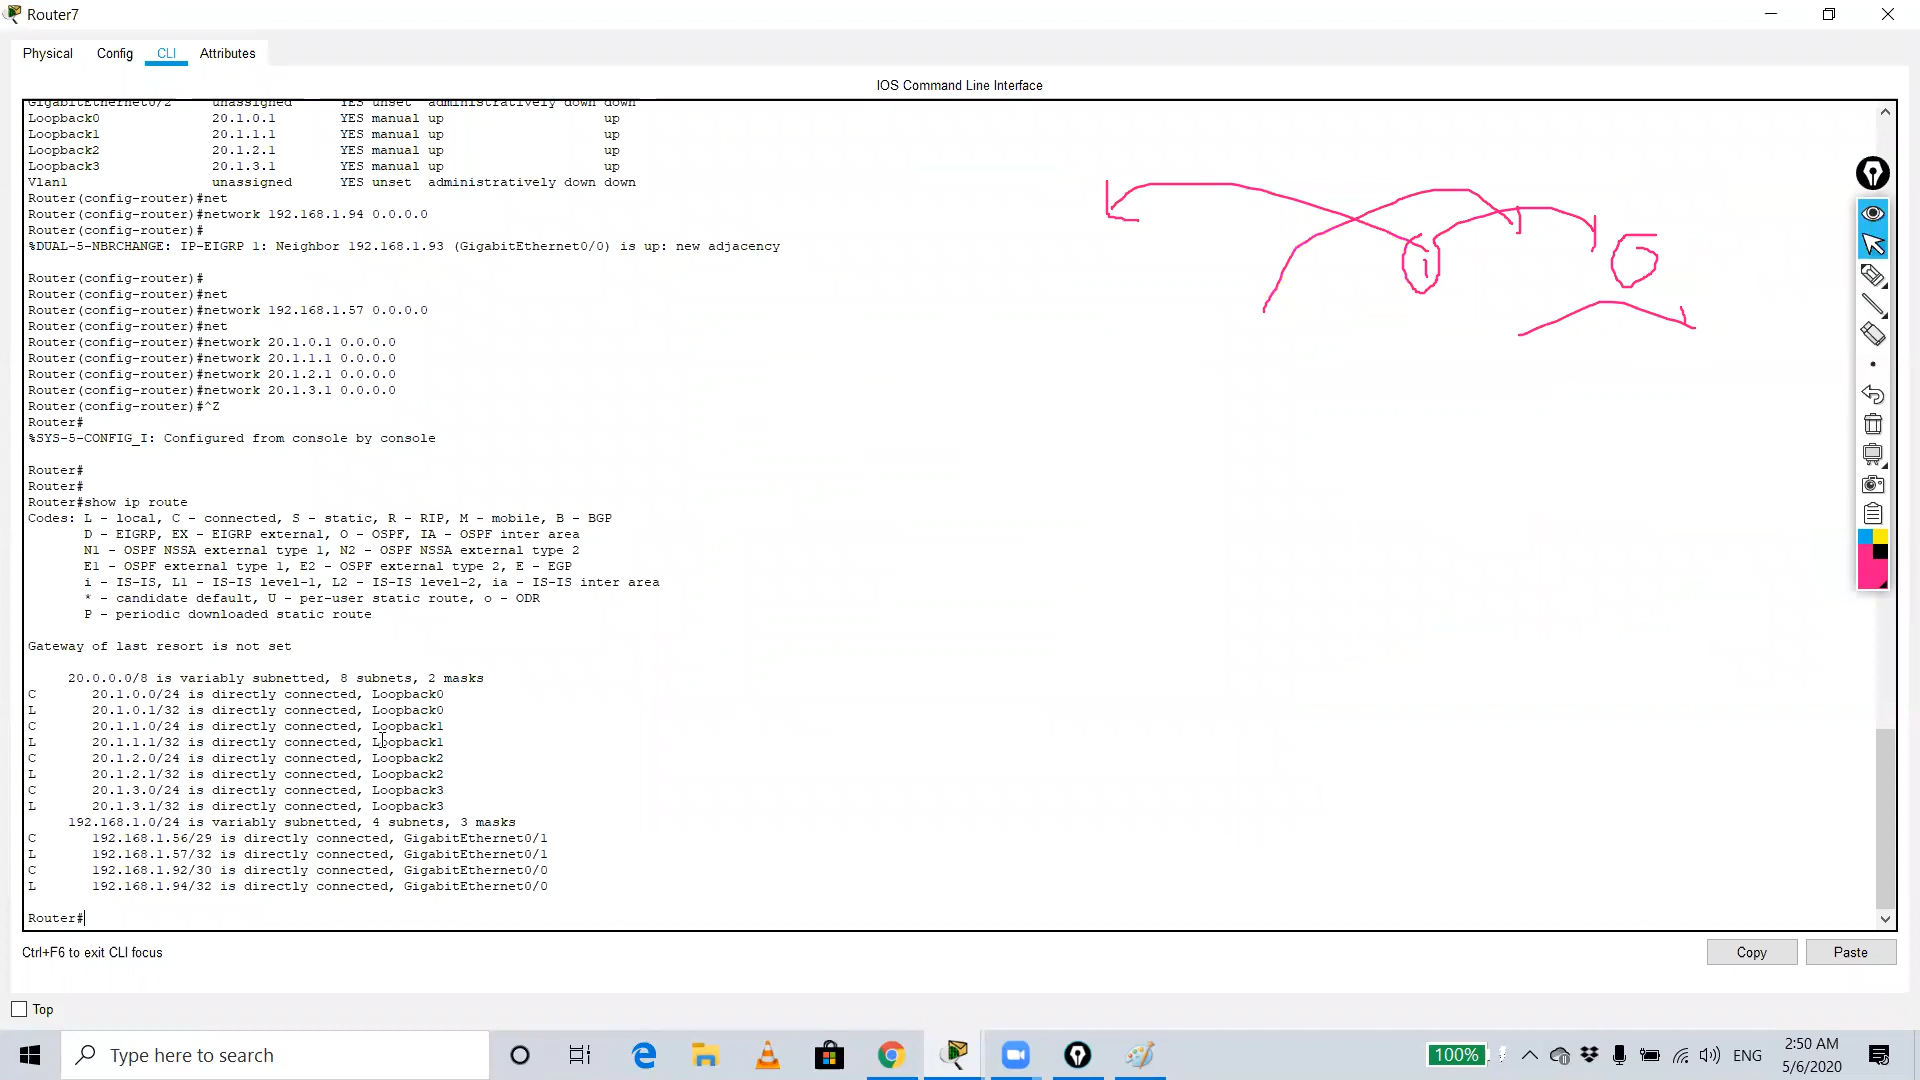 Router7
Physical Config CLI Attributes
IOS Command Line Interface
GigabitEthernet0/2 unassigned YES unset administratively down down
Loopback0 20.1.0.1 YES manual up up
Loopback1 20.1.1.1 YES manual up up
Loopback2 20.1.2.1 YES manual up up
Loopback3 20.1.3.1 YES manual up up
Vlan1 unassigned YES unset administratively down down
Router(config-router)#net
Router(config-router)#network 192.168.1.94 0.0.0.0
Router(config-router)#
%DUAL-5-NBRCHANGE: IP-EIGRP 1: Neighbor 192.168.1.93 (GigabitEthernet0/0) is up: new adjacency
Router(config-router)#
Router(config-router)#net
Router(config-router)#network 192.168.1.57 0.0.0.0
Router(config-router)#net
Router(config-router)#network 20.1.0.1 0.0.0.0
Router(config-router)#network 20.1.1.1 0.0.0.0
Router(config-router)#network 20.1.2.1 0.0.0.0
Router(config-router)#network 20.1.3.1 0.0.0.0
Router(config-router)#^Z
Router#
%SYS-5-CONFIG_I: Configured from console by console
Router#
Router#
Router#show ip route
Codes: L - local, C - connected, S - static, R - RIP, M - mobile, B - BGP
D - EIGRP, EX - EIGRP external, O - OSPF, IA - OSPF inter area
N1 - OSPF NSSA external type 1, N2 - OSPF NSSA external type 2
E1 - OSPF external type 1, E2 - OSPF external type 2, E - EGP
i - IS-IS, L1 - IS-IS level-1, L2 - IS-IS level-2, ia - IS-IS inter area
* - candidate default, U - per-user static route, o - ODR
P - periodic downloaded static route
Gateway of last resort is not set
20.0.0.0/8 is variably subnetted, 8 subnets, 2 masks
C 20.1.0.0/24 is directly connected, Loopback0
L 20.1.0.1/32 is directly connected, Loopback0
C 20.1.1.0/24 is directly connected, Loopback1
L 20.1.1.1/32 is directly connected, Loopback1
C 20.1.2.0/24 is directly connected, Loopback2
L 20.1.2.1/32 is directly connected, Loopback2
C 20.1.3.0/24 is directly connected, Loopback3
L 20.1.3.1/32 is directly connected, Loopback3
192.168.1.0/24 is variably subnetted, 4 subnets, 3 masks
C 192.168.1.56/29 is directly connected, GigabitEthernet0/1
L 192.168.1.57/32 is directly connected, GigabitEthernet0/1
C 192.168.1.92/30 is directly connected, GigabitEthernet0/0
L 192.168.1.94/32 is directly connected, GigabitEthernet0/0
Router#
Ctrl+F6 to exit CLI focus
Copy Paste
Top
Type here to search
100%
ENG
2:50 AM
5/6/2020